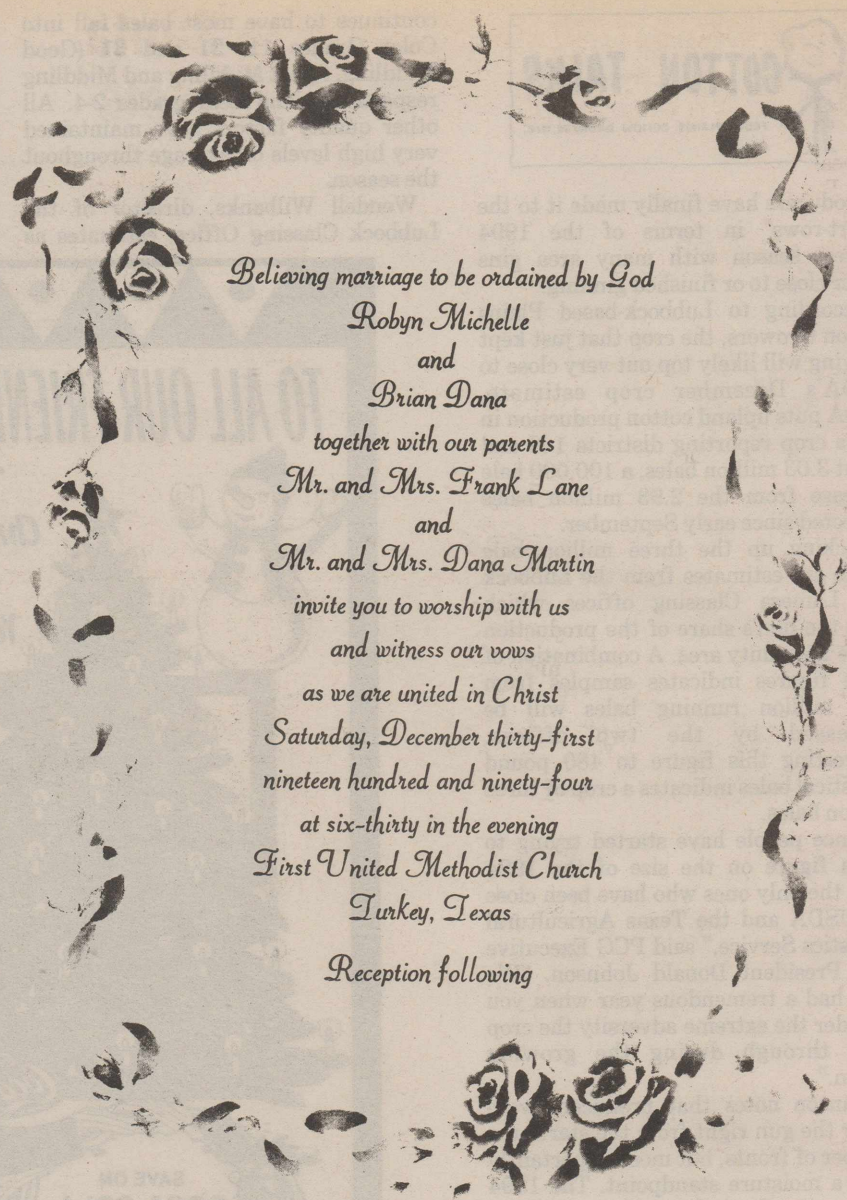 Believing marriage to be ordained by God
Robyn Michelle
and
Brian Dana
together with our parents
Mr. and Mrs. Frank Lane
and
Mr. and Mrs. Dana Martin
invite you to worship with us
and witness our vows
as we are united in Christ
Saturday, December thirty-first
nineteen hundred and ninety-four
at six-thirty in the evening
First United Methodist Church
Turkey, Texas
Reception following